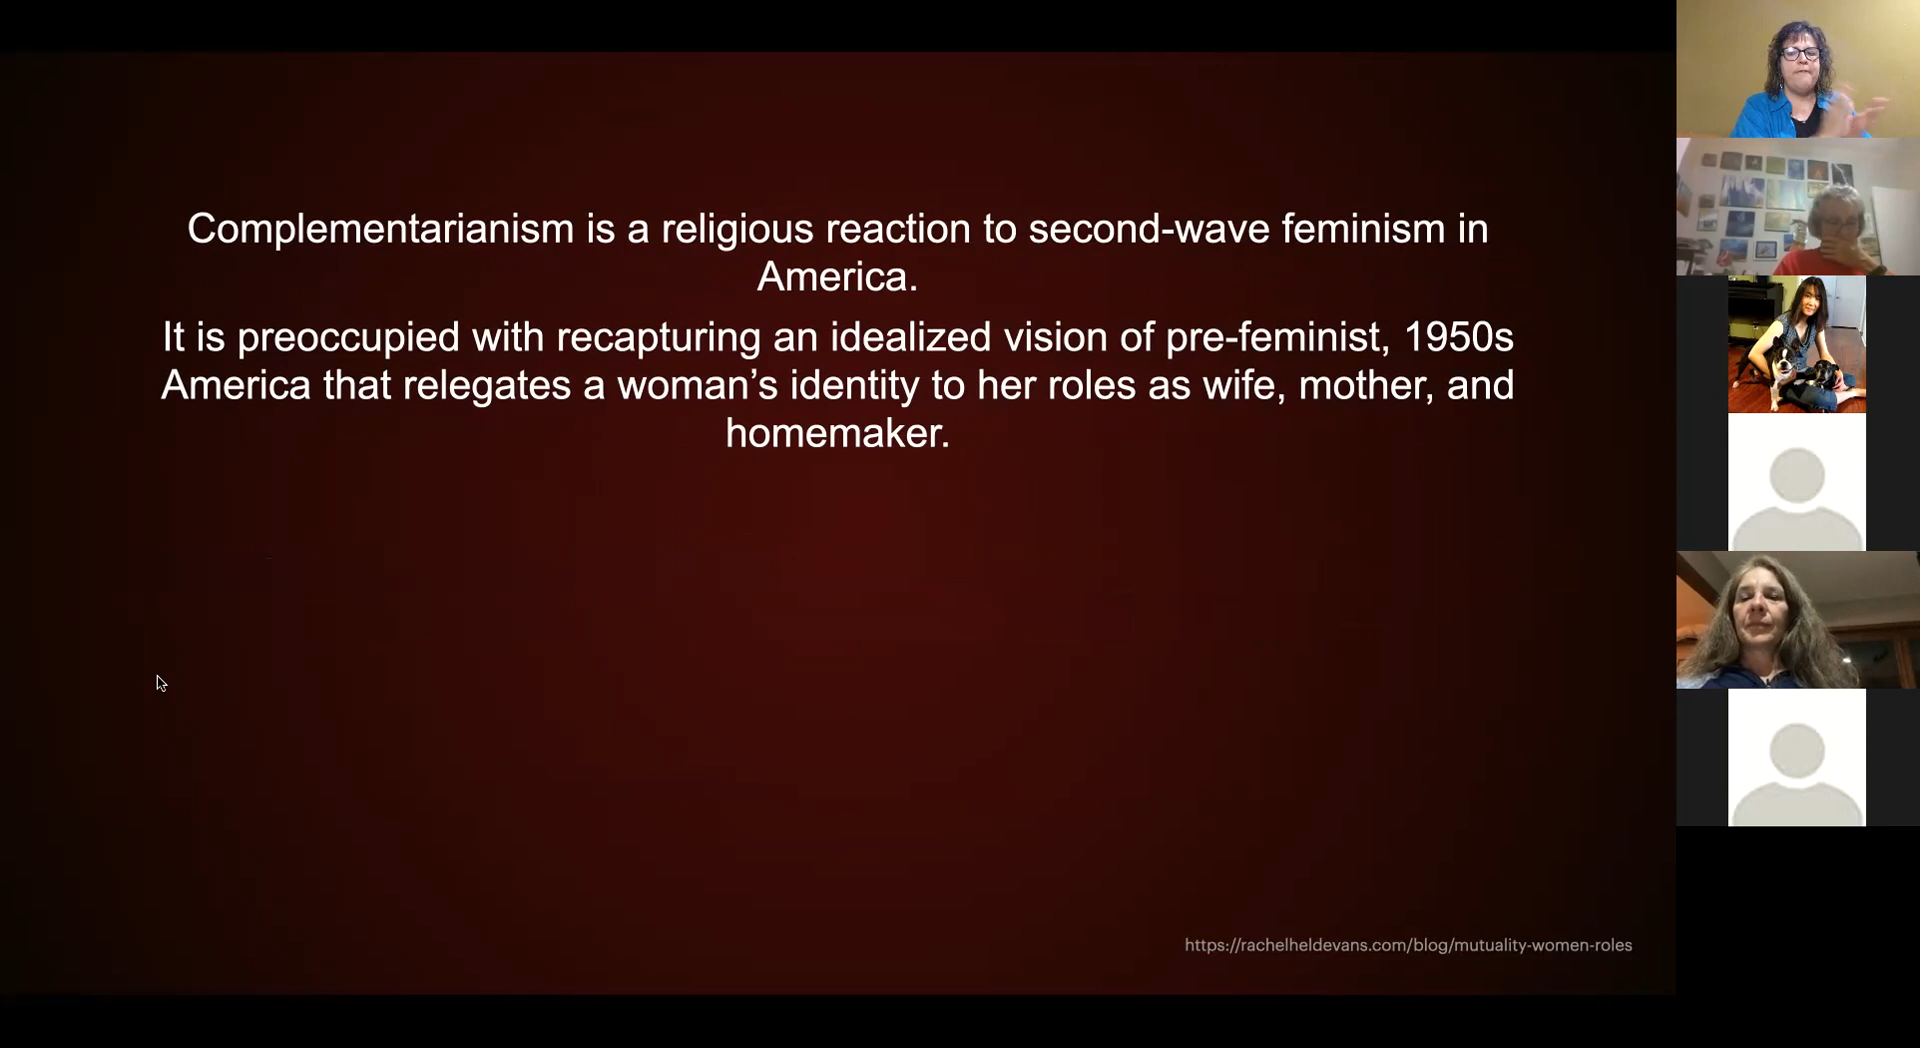 Complementarianism is a religious reaction to second-wave feminism in
America.
It is preoccupied with recapturing an idealized vision of pre-feminist, 1950s
America that relegates a woman’s identity to her roles as wife, mother, and
homemaker.
https://rachelheldevans.com/blog/mutuality-women-roles